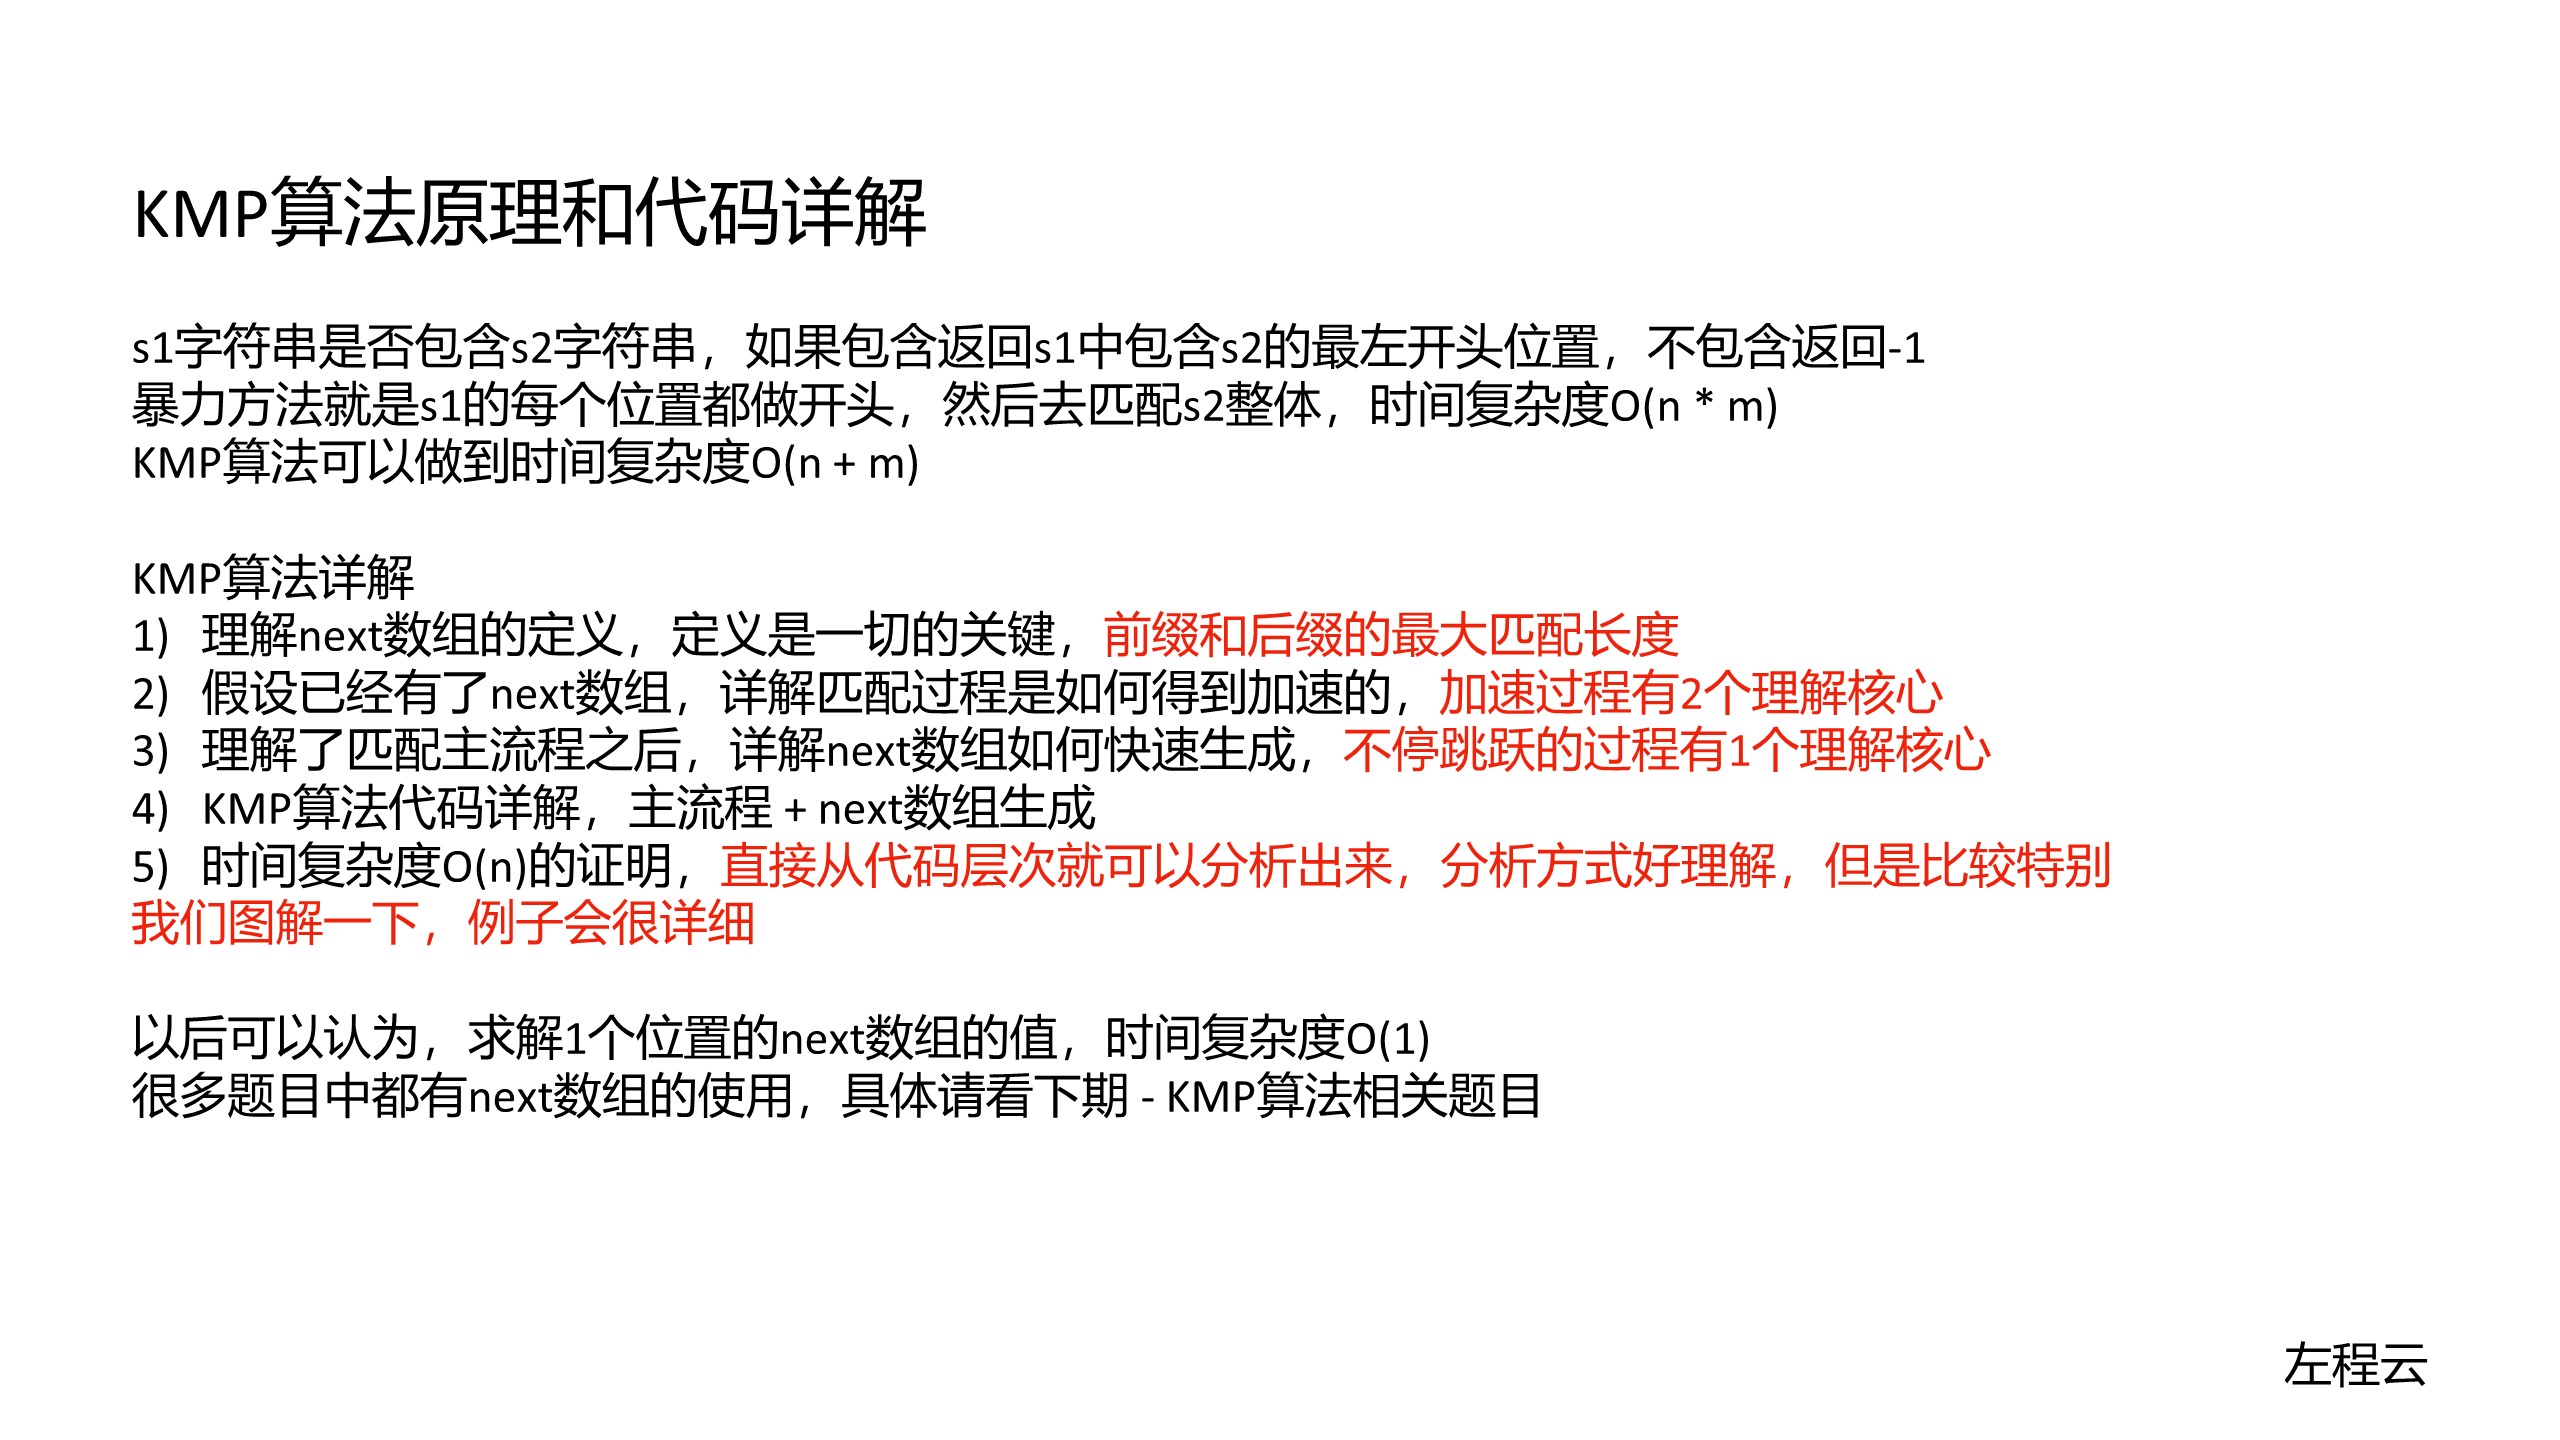 KMP算法原理和代码详解
s1字符串是否包含s2字符串，如果包含返回s1中包含s2的最左开头位置，不包含返回-1
暴力方法就是s1的每个位置都做开头，然后去匹配s2整体，时间复杂度O(n * m)
KMP算法可以做到时间复杂度O(n + m)
KMP算法详解
1) 理解next数组的定义，定义是一切的关键，前缀和后缀的最大匹配长度
2) 假设已经有了next数组，详解匹配过程是如何得到加速的，加速过程有2个理解核心
3) 理解了匹配主流程之后，详解next数组如何快速生成，不停跳跃的过程有1个理解核心
4) KMP算法代码详解，主流程 + next数组生成
5) 时间复杂度O(n)的证明，直接从代码层次就可以分析出来，分析方式好理解，但是比较特别
我们图解一下，例子会很详细
以后可以认为，求解1个位置的next数组的值，时间复杂度O(1)
很多题目中都有next数组的使用，具体请看下期 - KMP算法相关题目
左程云